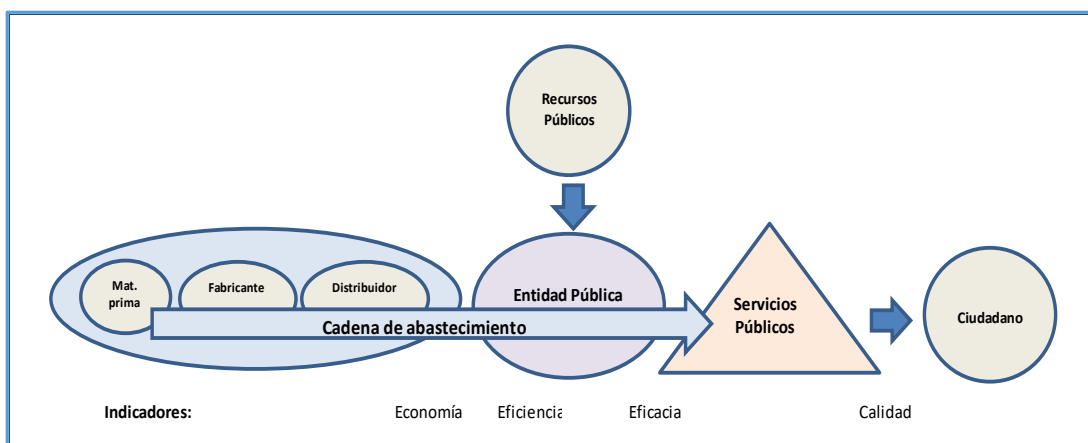 Recursos
Públicos
Mat.
prima
Fabricante
Distribuidor
Entidad Pública
Cadena de abastecimiento
Servicios
Públicos
Ciudadano
Indicadores: Economía Eficiencia Eficacia Calidad